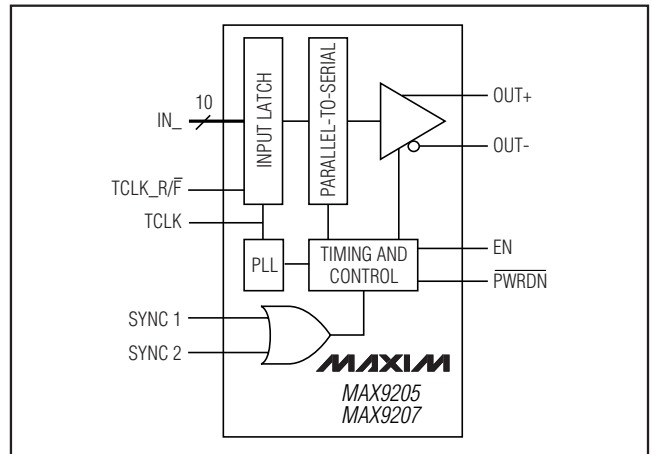 10
IN_
INPUT LATCH
PARALLEL-TO-SERIAL
OUT+
OUT-
TCLK_R/F̅
TCLK
PLL
TIMING AND
CONTROL
EN
P̅W̅R̅D̅N̅
SYNC 1
SYNC 2
MAXIM
MAX9205
MAX9207